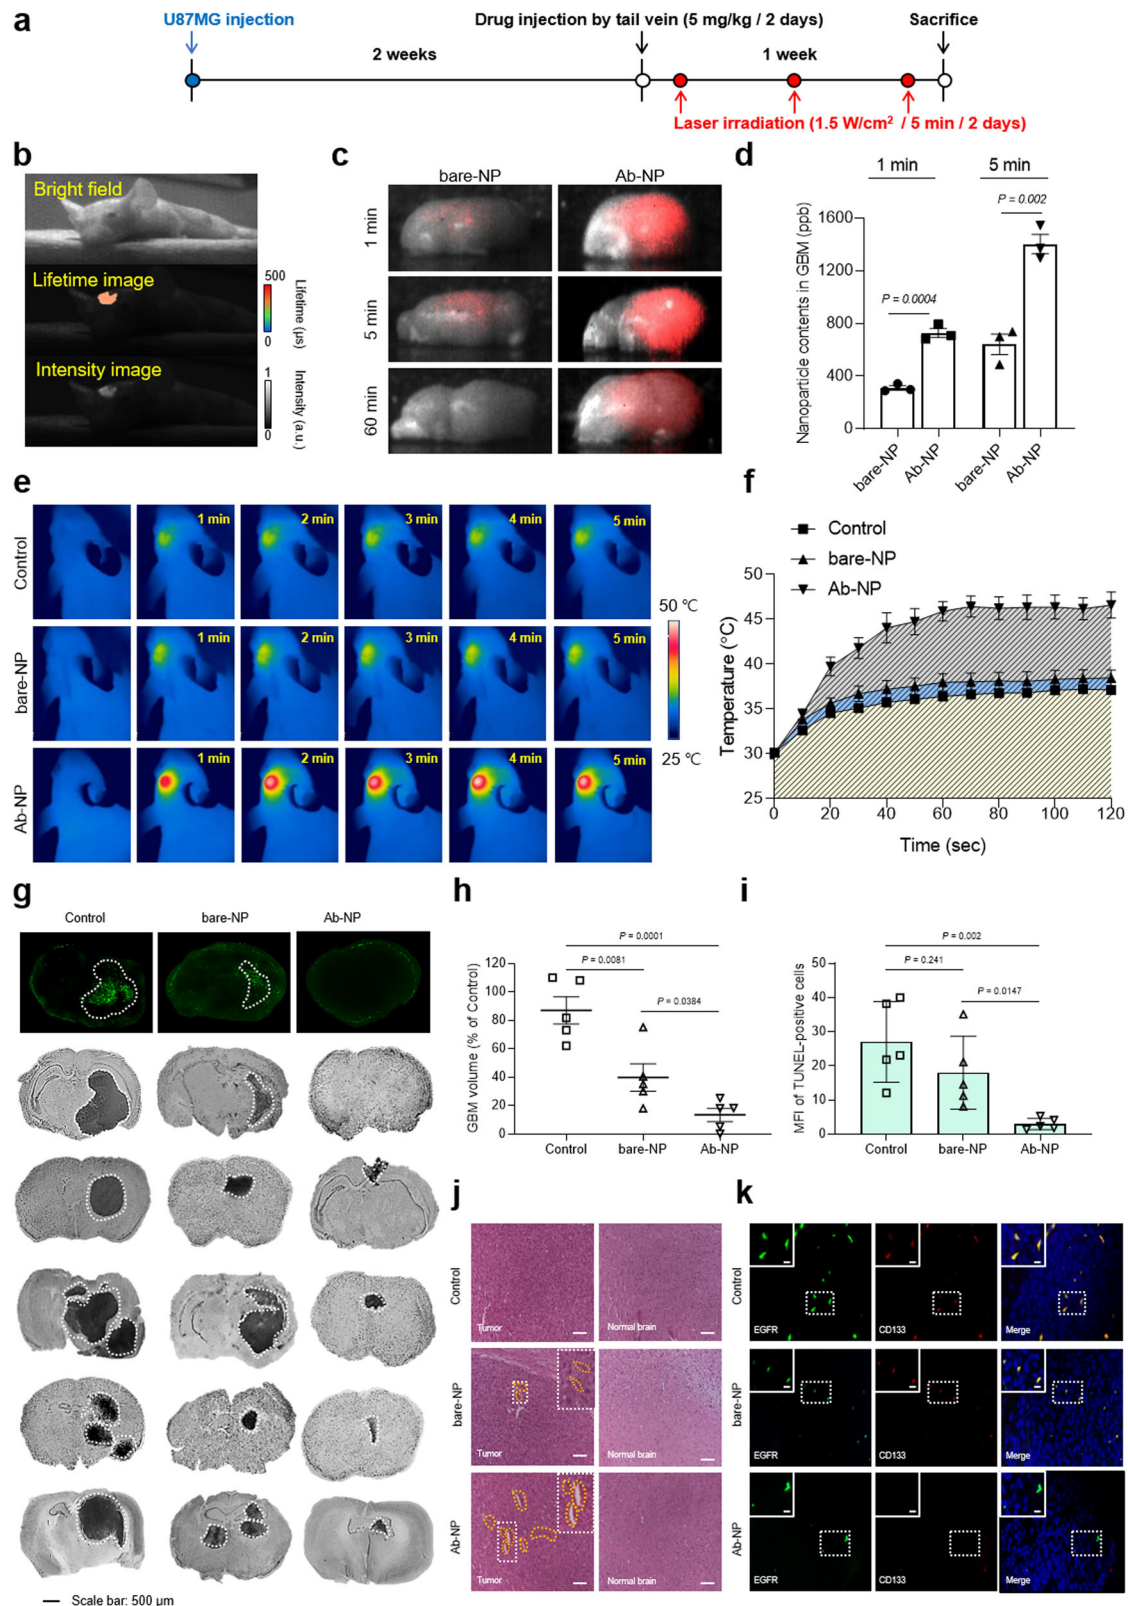 a
U87MG injection
Drug injection by tail vein (5 mg/kg / 2 days)
Sacrifice
2 weeks
1 week
Laser irradiation (1.5 W/cm² / 5 min / 2 days)
b
Bright field
Lifetime image
Intensity image
500
Lifetime (μs)
0
1
Intensity (a.u.)
0
c
bare-NP
Ab-NP
1 min
5 min
60 min
d
1 min
5 min
Nanoparticle contents in GBM (ppb)
1600
1200
800
400
0
P = 0.0004
P = 0.002
bare-NP
Ab-NP
bare-NP
Ab-NP
e
Control
1 min
2 min
3 min
4 min
5 min
bare-NP
1 min
2 min
3 min
4 min
5 min
Ab-NP
1 min
2 min
3 min
4 min
5 min
50 ℃
25 ℃
f
Control
bare-NP
Ab-NP
Temperature (°C)
50
45
40
35
30
25
0
20
40
60
80
100
120
Time (sec)
g
Control
bare-NP
Ab-NP
Scale bar: 500 μm
h
P = 0.0001
P = 0.0081
P = 0.0384
GBM volume (% of Control)
120
100
80
60
40
20
0
Control
bare-NP
Ab-NP
i
P = 0.002
P = 0.241
P = 0.0147
MFI of TUNEL-positive cells
50
40
30
20
10
0
Control
bare-NP
Ab-NP
j
Control
Tumor
Normal brain
bare-NP
Tumor
Normal brain
Ab-NP
Tumor
Normal brain
k
Control
EGFR
CD133
Merge
bare-NP
EGFR
CD133
Merge
Ab-NP
EGFR
CD133
Merge